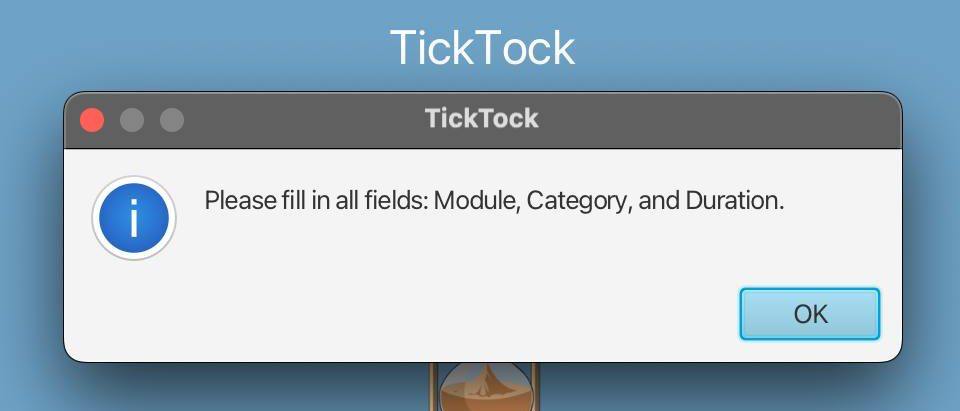 TickTock
TickTock
i
Please fill in all fields: Module, Category, and Duration.
OK